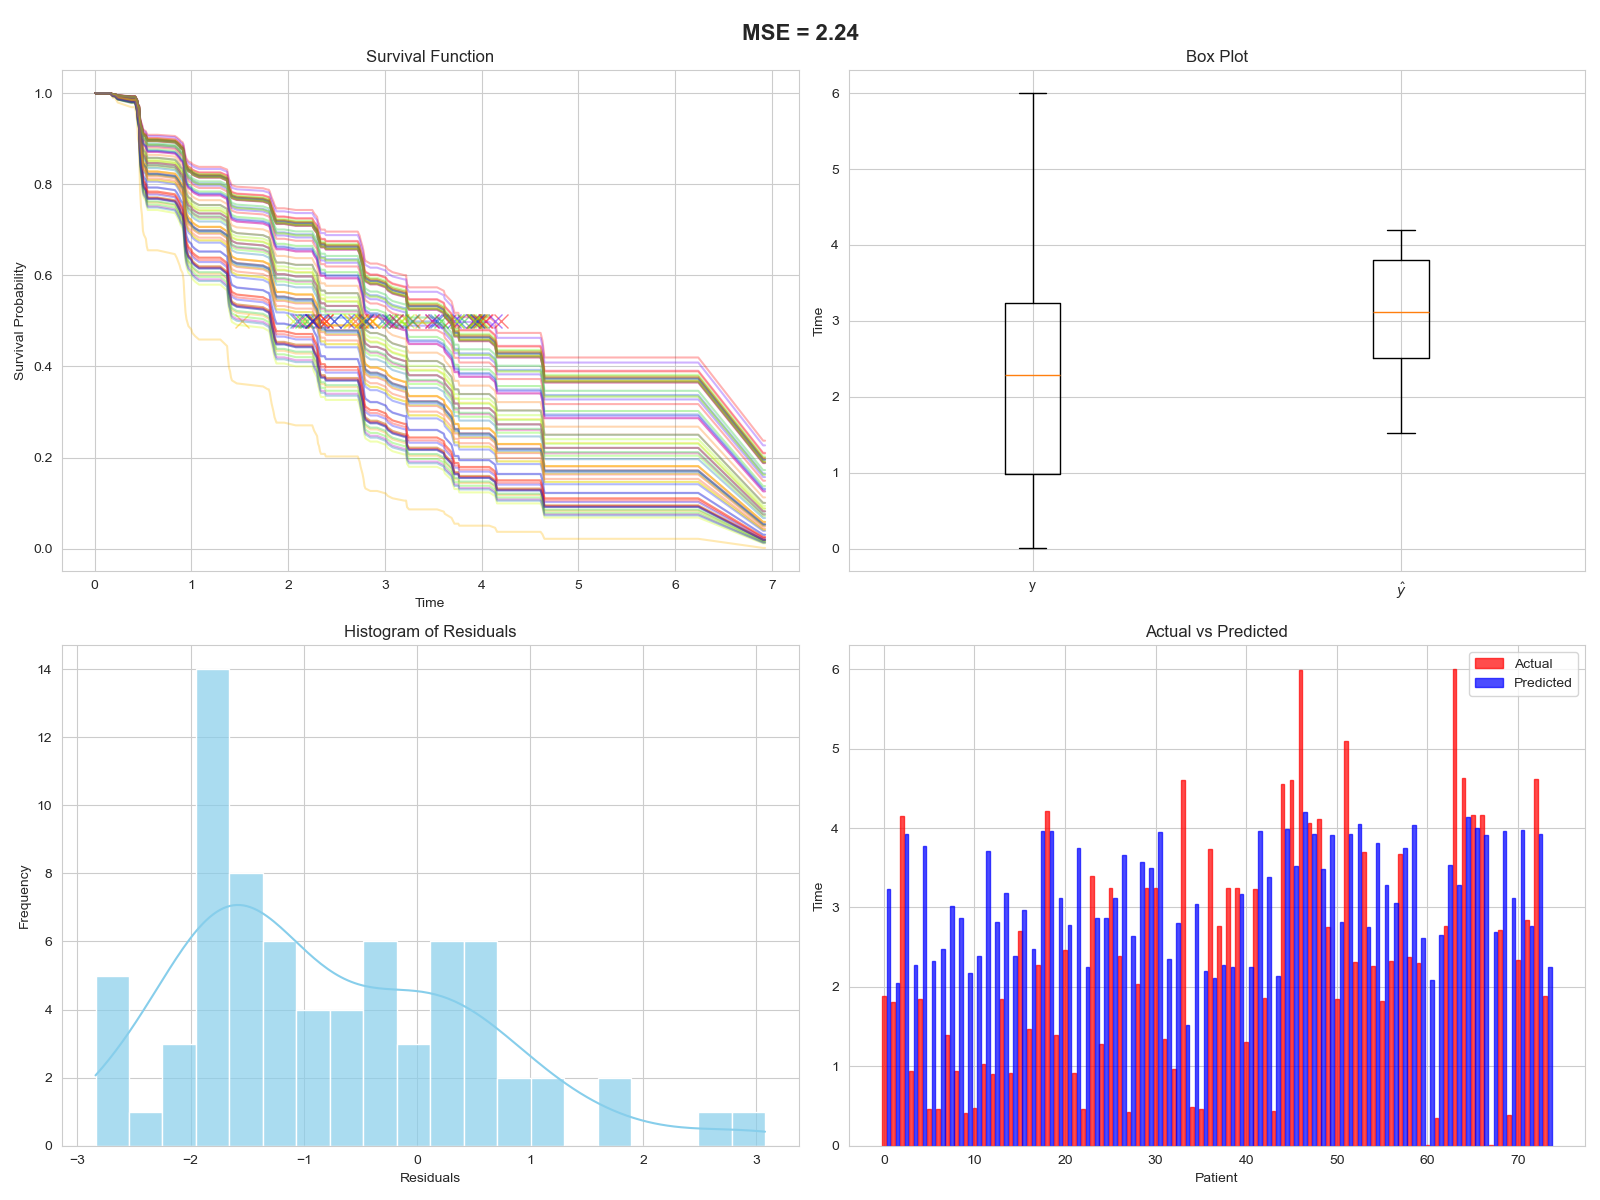 MSE = 2.24
Survival Function
Survival Probability
1.0
0.8
0.6
0.4
0.2
0.0
0 1 2 3 4 5 6 7
Time
Box Plot
Time
6
5
4
3
2
1
0
y ŷ
Histogram of Residuals
Frequency
14
12
10
8
6
4
2
0
−3 −2 −1 0 1 2 3
Residuals
Actual vs Predicted
Actual
Predicted
Time
6
5
4
3
2
1
0
0 10 20 30 40 50 60 70
Patient